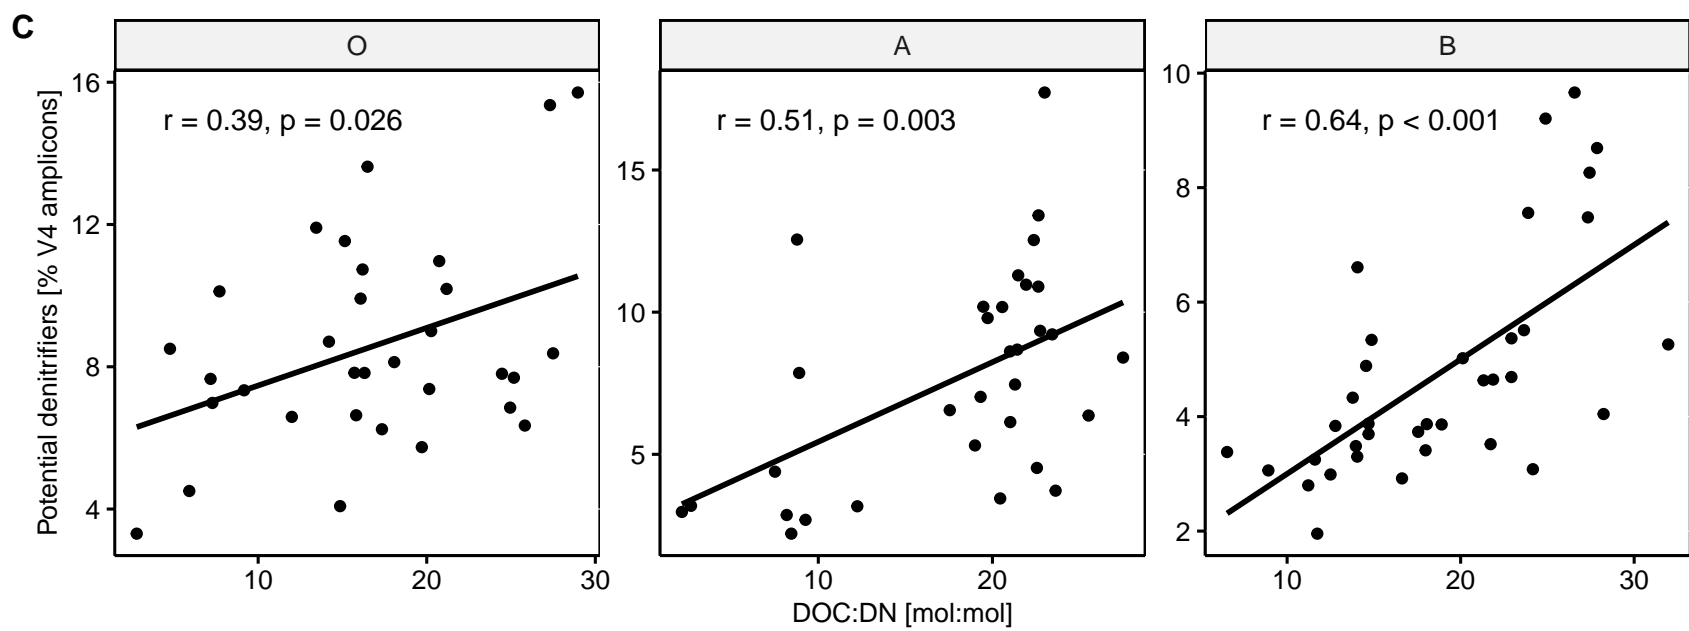 C
O
A
B
r = 0.39, p = 0.026
r = 0.51, p = 0.003
r = 0.64, p < 0.001
Potential denitrifiers [% V4 amplicons]
16
12
8
4
10
20
30
15
10
5
10
20
10
8
6
4
2
10
20
30
DOC:DN [mol:mol]